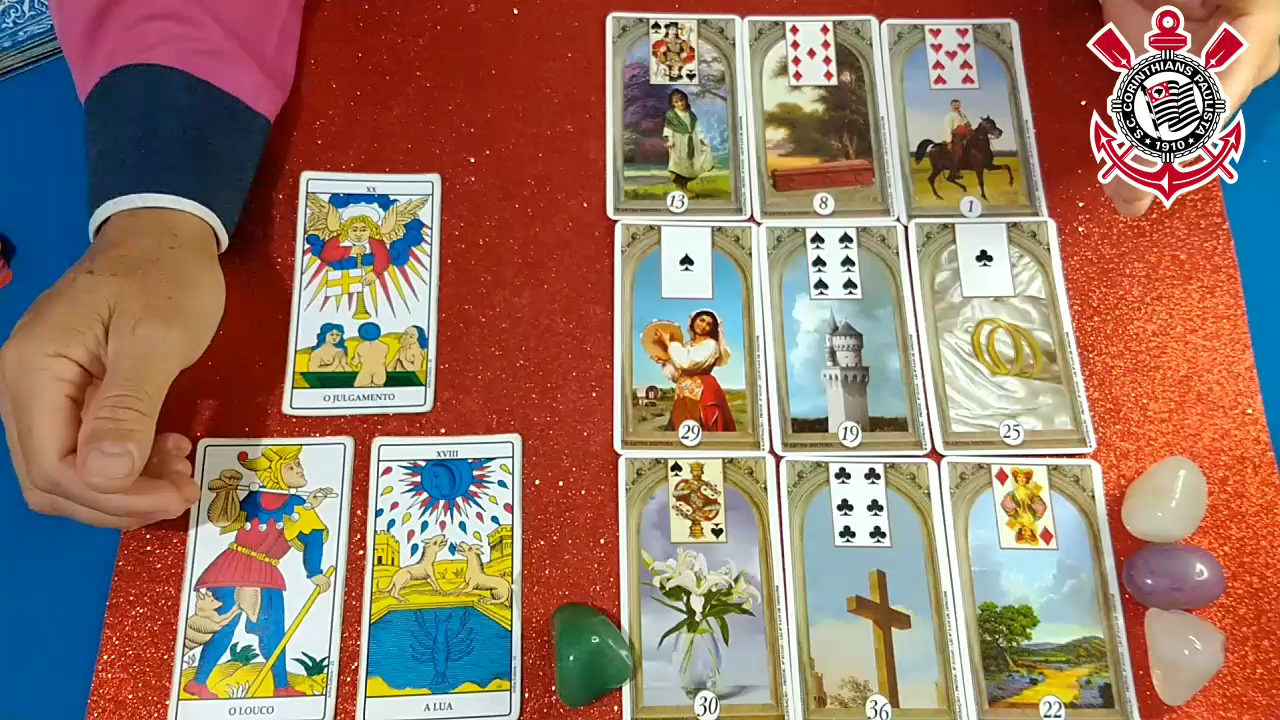 S.C. CORINTHIANS PAULISTA
1910
13
8
1
XX
O JULGAMENTO
29
19
25
XVIII
O LOUCO
A LUA
30
36
22